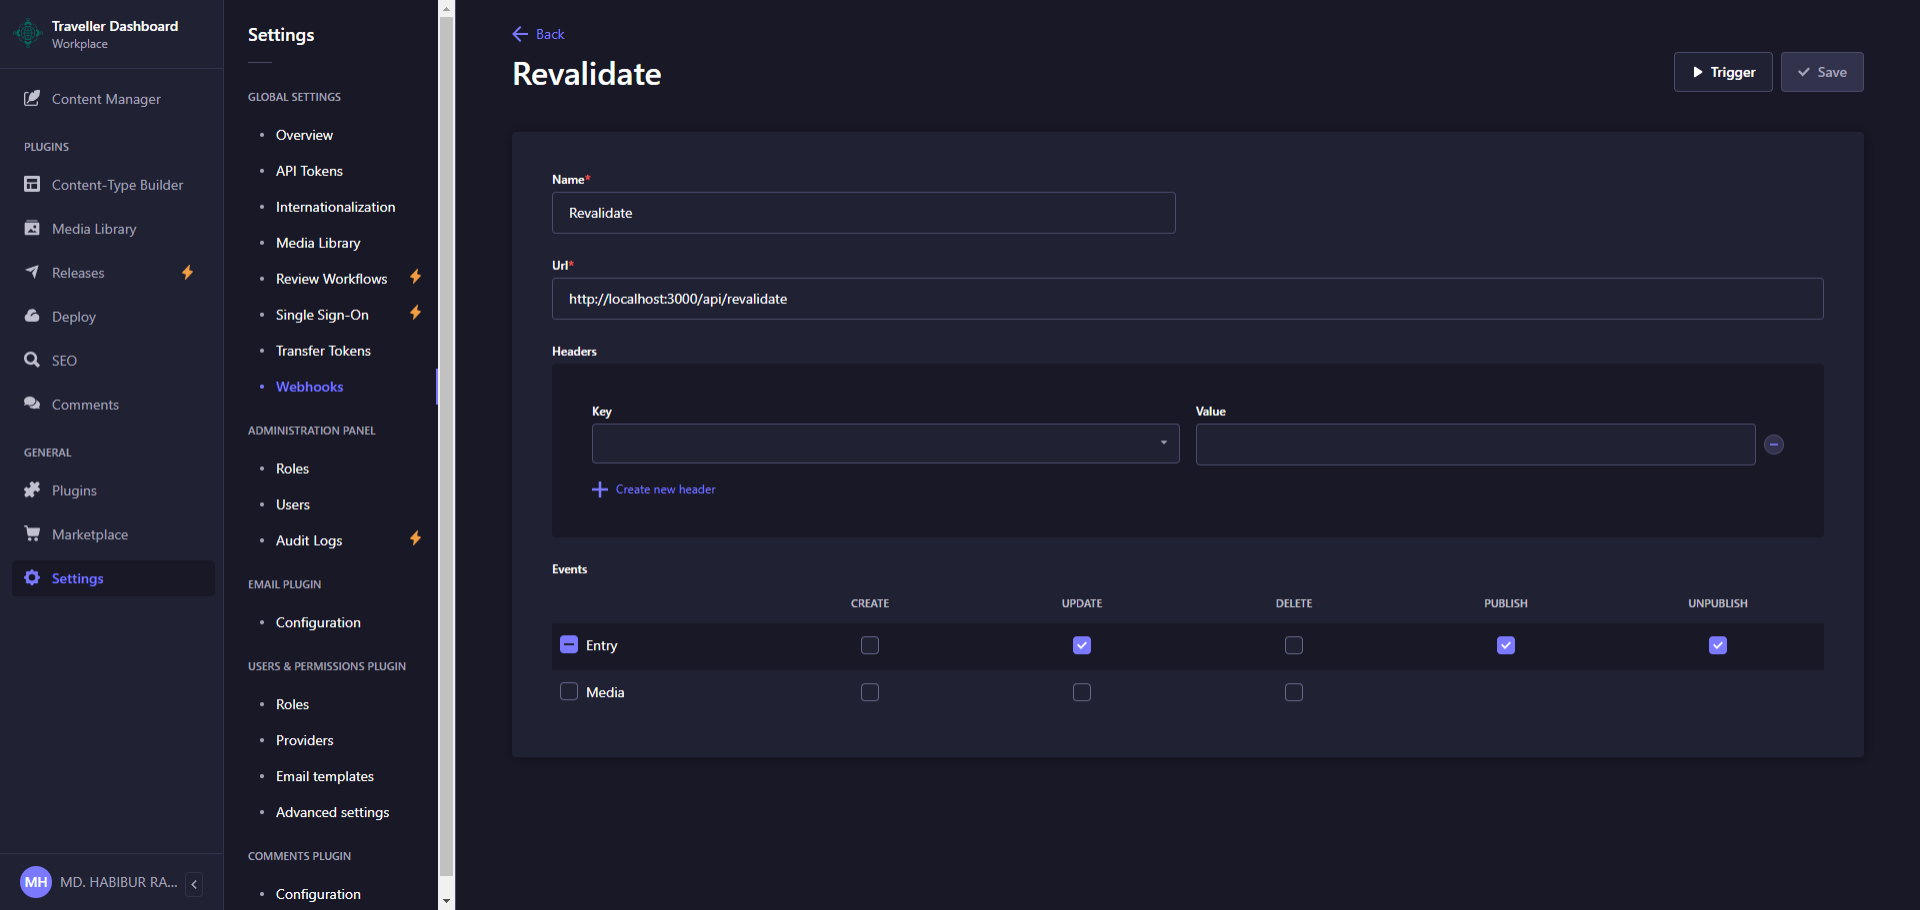 Traveller Dashboard
Workplace
Content Manager
PLUGINS
Content-Type Builder
Media Library
Releases
Deploy
SEO
Comments
GENERAL
Plugins
Marketplace
Settings
MH MD. HABIBUR RA...
Settings
GLOBAL SETTINGS
Overview
API Tokens
Internationalization
Media Library
Review Workflows
Single Sign-On
Transfer Tokens
Webhooks
ADMINISTRATION PANEL
Roles
Users
Audit Logs
EMAIL PLUGIN
Configuration
USERS & PERMISSIONS PLUGIN
Roles
Providers
Email templates
Advanced settings
COMMENTS PLUGIN
Configuration
Back
Revalidate
Trigger Save
Name*
Revalidate
Url*
http://localhost:3000/api/revalidate
Headers
Key Value
Create new header
Events
CREATE UPDATE DELETE PUBLISH UNPUBLISH
Entry
Media